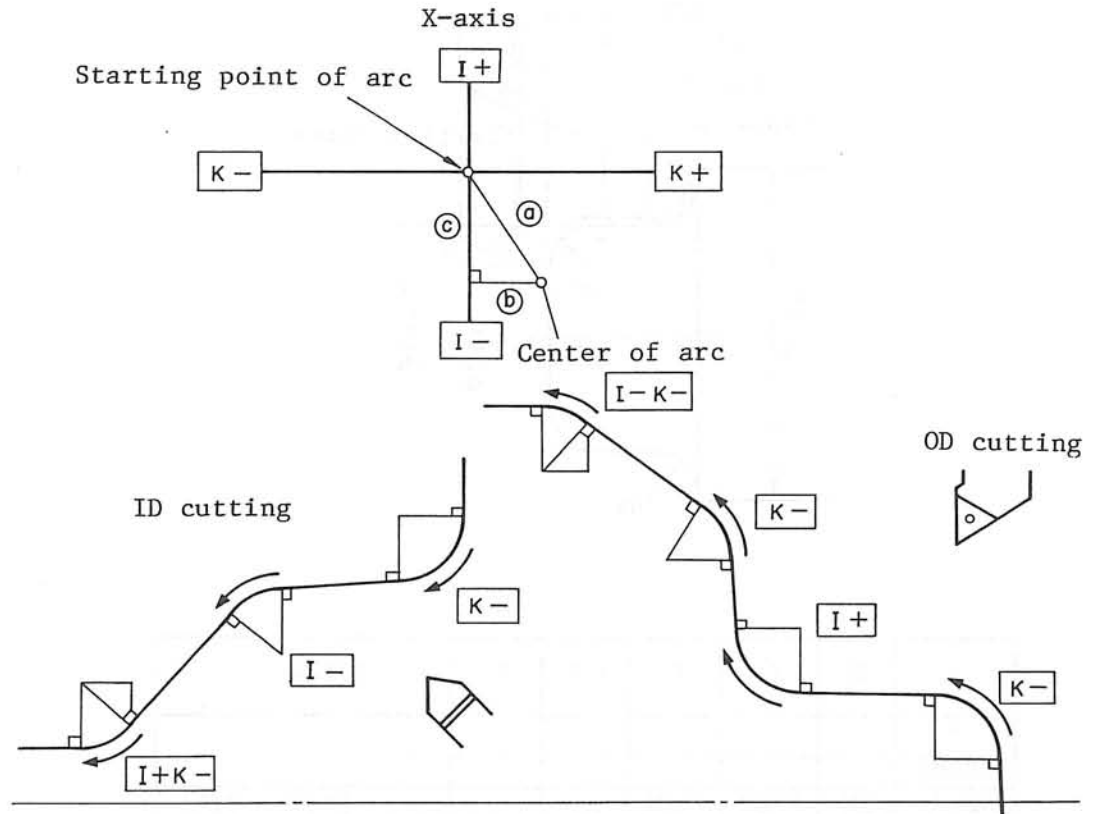 X-axis
I+
Starting point of arc
K-
K+
ⓐ
ⓒ
ⓑ
I-
Center of arc
I- K-
OD cutting
ID cutting
K-
K-
I-
I+
K-
I+K-